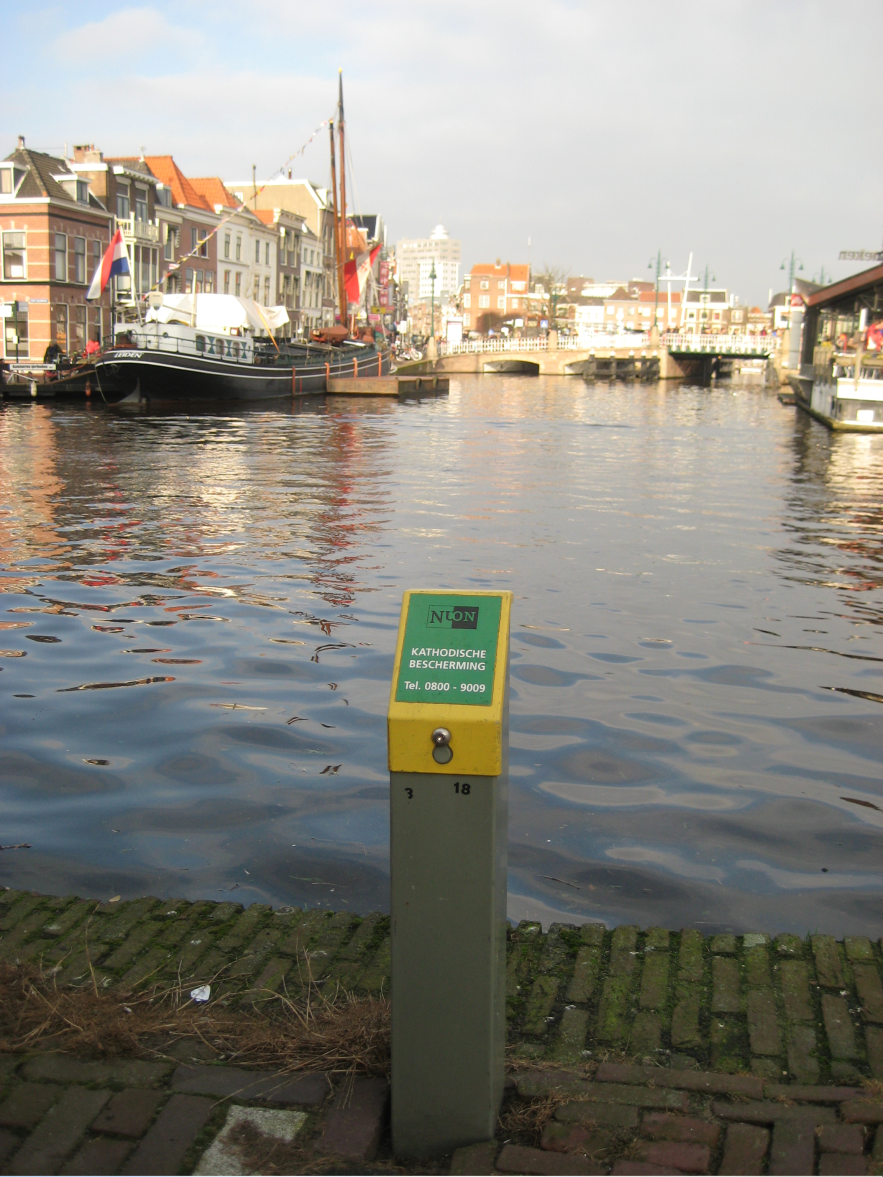 LEIDEN
NUON
KATHODISCHE
BESCHERMING
Tel. 0800 - 9009
3 18